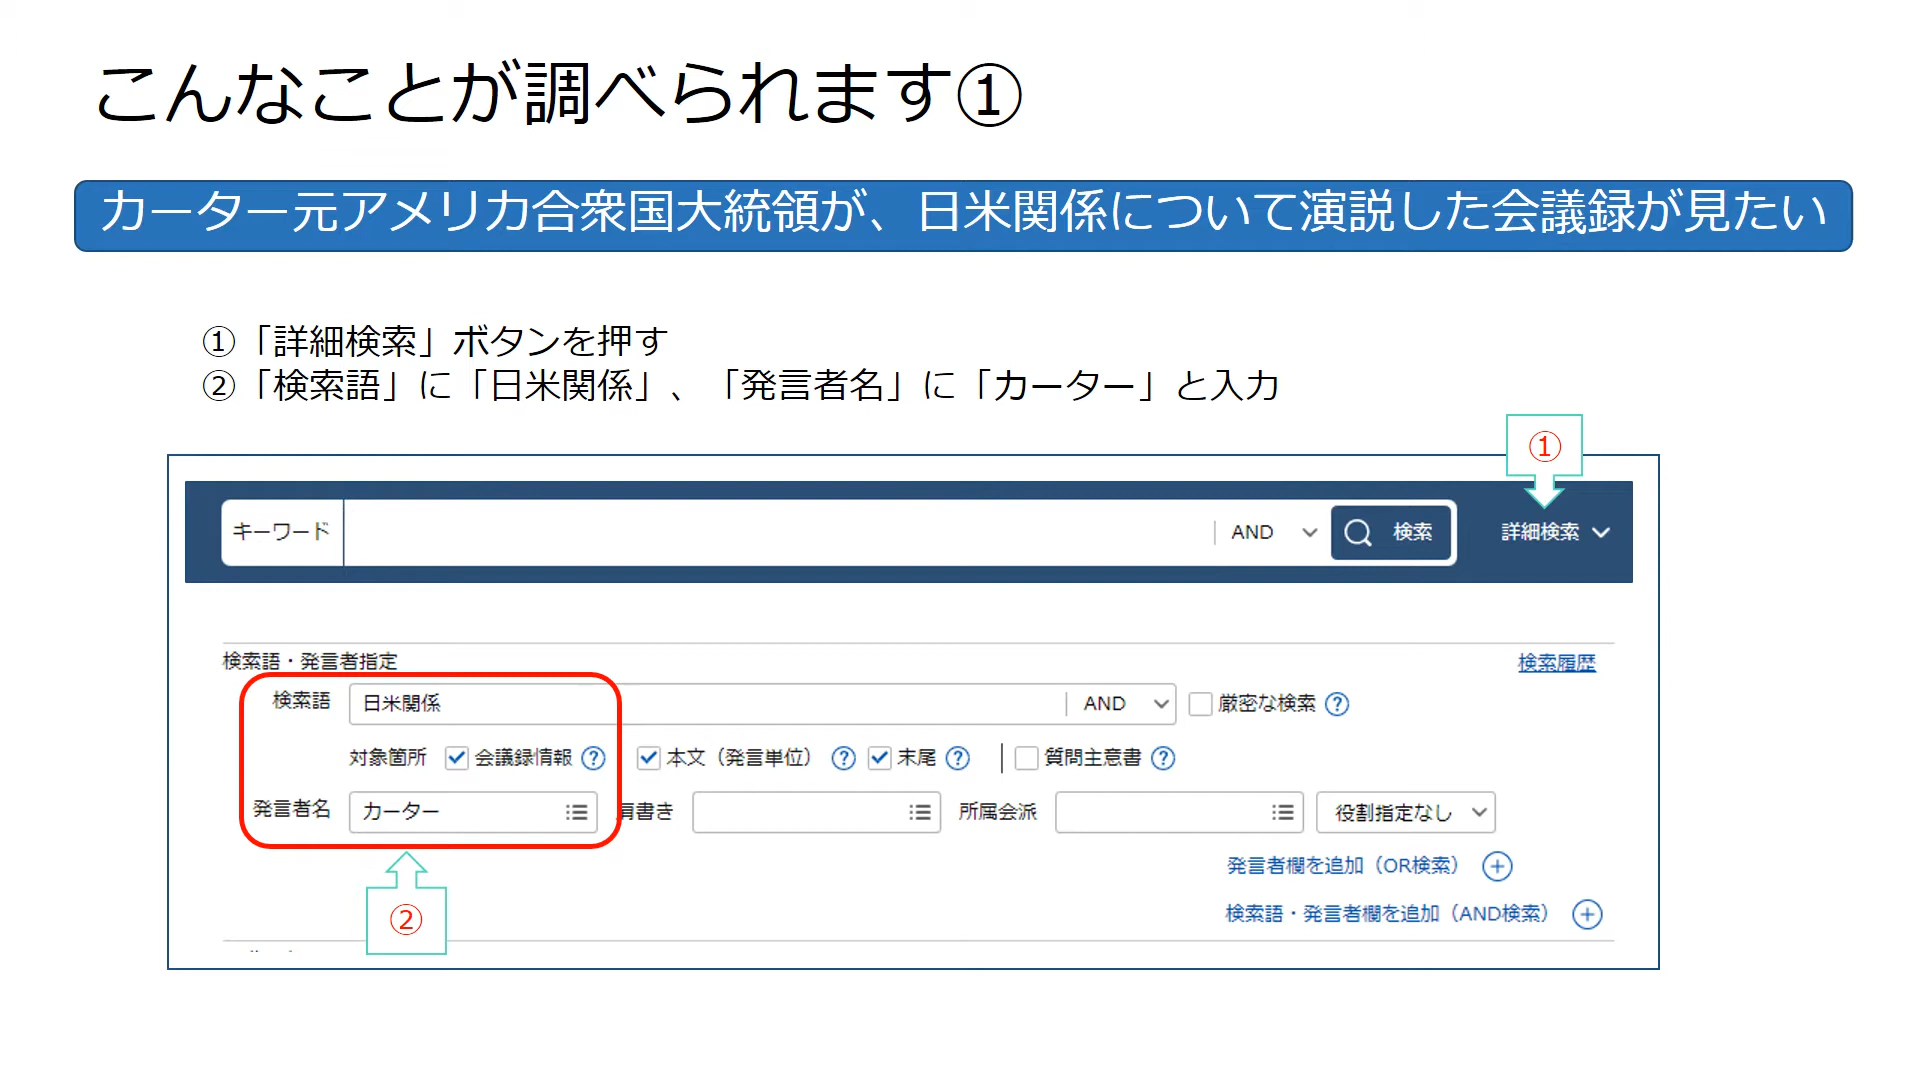 こんなことが調べられます①
カーター元アメリカ合衆国大統領が、日米関係について演説した会議録が見たい
①「詳細検索」ボタンを押す
②「検索語」に「日米関係」、「発言者名」に「カーター」と入力
①
キーワード AND 検索 詳細検索
検索語・発言者指定 検索履歴
検索語 日米関係 AND 厳密な検索 ?
対象箇所 会議録情報 ? 本文（発言単位） ? 末尾 ? 質問主意書 ?
発言者名 カーター 肩書き 所属会派 役割指定なし
発言者欄を追加（OR検索）
検索語・発言者欄を追加（AND検索）
②